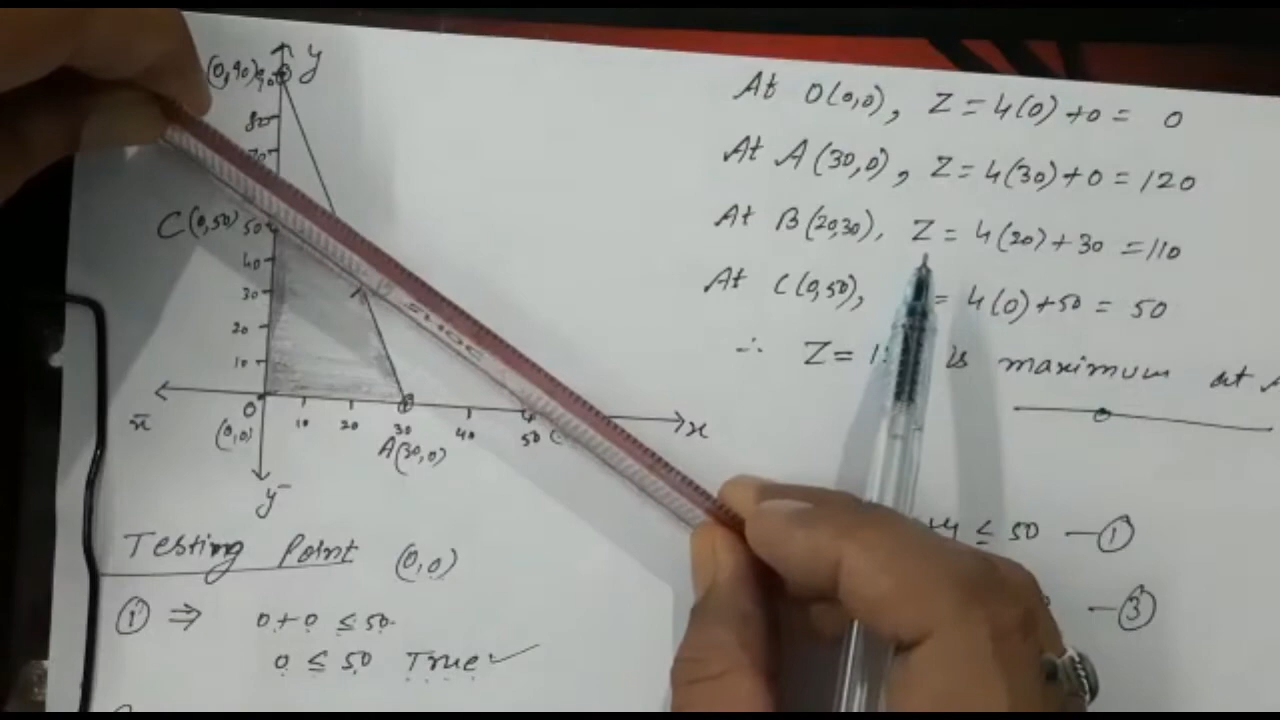 y
(0,90) 90
80
70
C(0,50) 50
40
30
20
10
0
(0,0)
10 20 30 40 50
x
A(30,0)
At O(0,0), Z = 4(0)+0 = 0
At A(30,0), Z = 4(30)+0 = 120
At B(20,30), Z = 4(20)+30 = 110
At C(0,50), = 4(0)+50 = 50
∴ Z = is maximum at
Testing Point (0,0)
① ⇒ 0+0 ≤ 50
0 ≤ 50 True ✓
+y ≤ 50 — ①
— ③